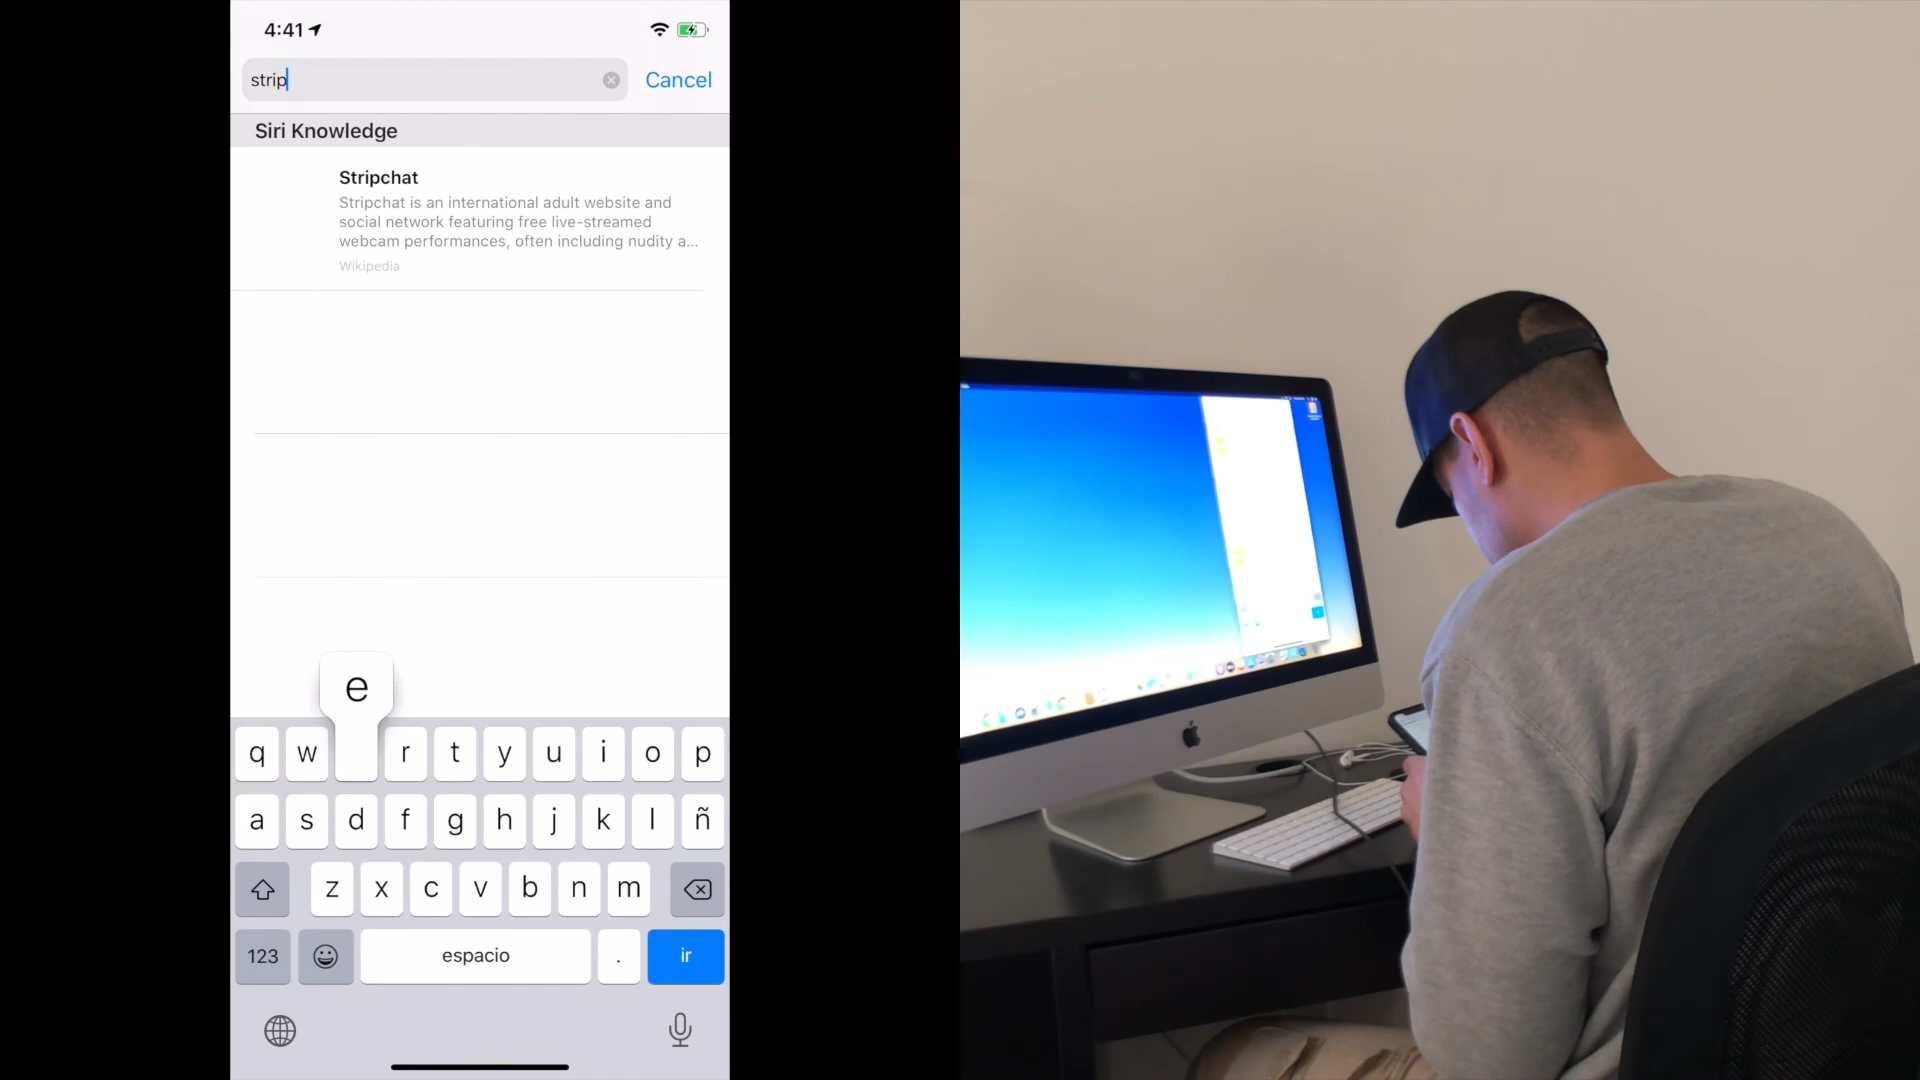 4:41
strip
Cancel
Siri Knowledge
Stripchat
Stripchat is an international adult website and
social network featuring free live-streamed
webcam performances, often including nudity a...
Wikipedia
e
q w r t y u i o p
a s d f g h j k l ñ
z x c v b n m
123 espacio . ir